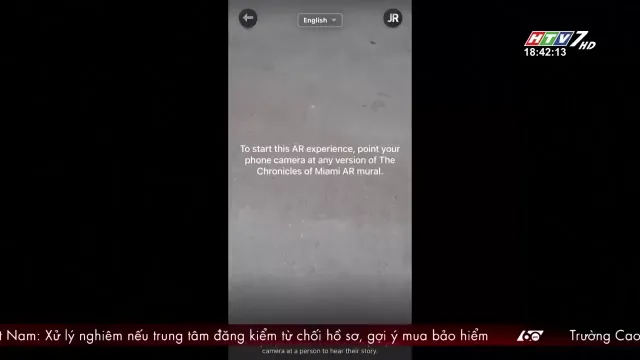 English
JR
HTV7 HD
18:42:13
To start this AR experience, point your
phone camera at any version of The
Chronicles of Miami AR mural.
t Nam: Xử lý nghiêm nếu trung tâm đăng kiểm từ chối hồ sơ, gợi ý mua bảo hiểm
Trường Cao
camera at a person to hear their story.